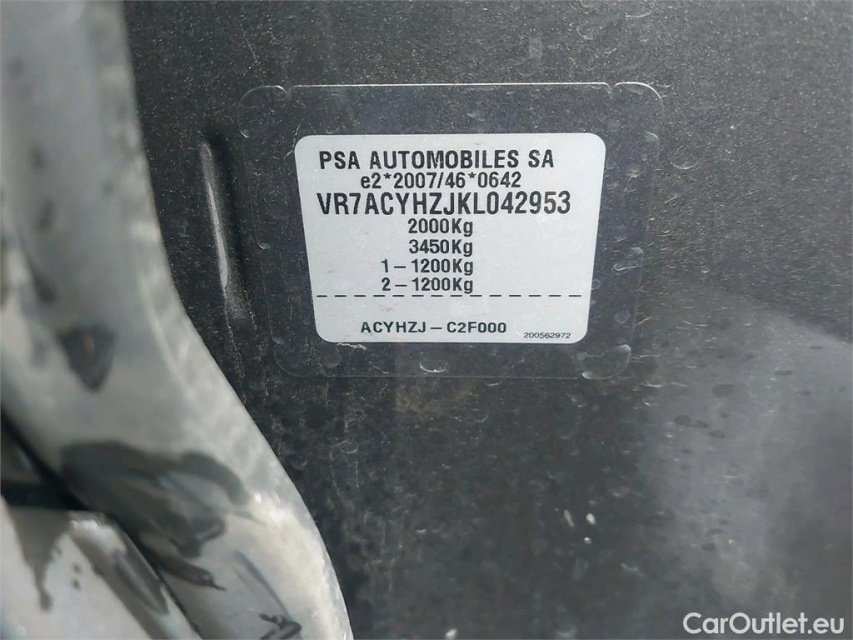 PSA AUTOMOBILES SA
e2*2007/46*0642
VR7ACYHZJKL042953
2000Kg
3450Kg
1-1200Kg
2-1200Kg
ACYHZJ-C2F000
200562972
CarOutlet.eu